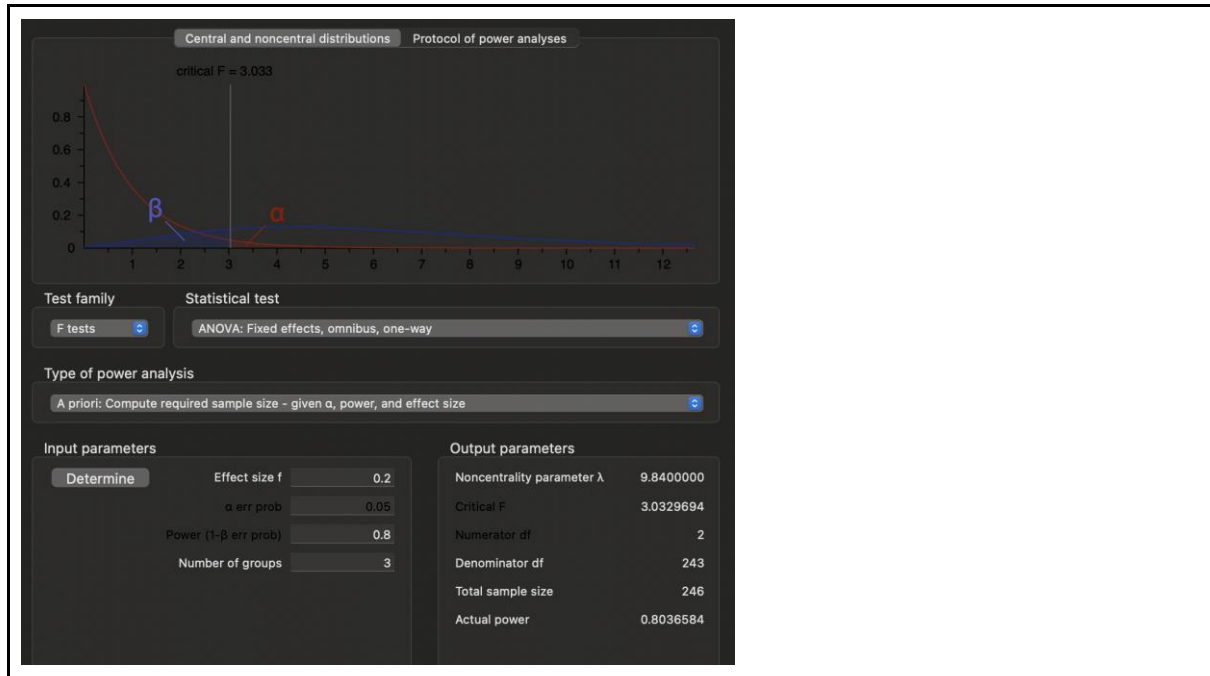 Central and noncentral distributions Protocol of power analyses
critical F = 3.033
0.8
0.6
0.4
0.2
0
β
α
1 2 3 4 5 6 7 8 9 10 11 12
Test family Statistical test
F tests ANOVA: Fixed effects, omnibus, one-way
Type of power analysis
A priori: Compute required sample size - given α, power, and effect size
Input parameters Output parameters
Determine Effect size f 0.2 Noncentrality parameter λ 9.8400000
α err prob 0.05 Critical F 3.0329694
Power (1-β err prob) 0.8 Numerator df 2
Number of groups 3 Denominator df 243
Total sample size 246
Actual power 0.8036584